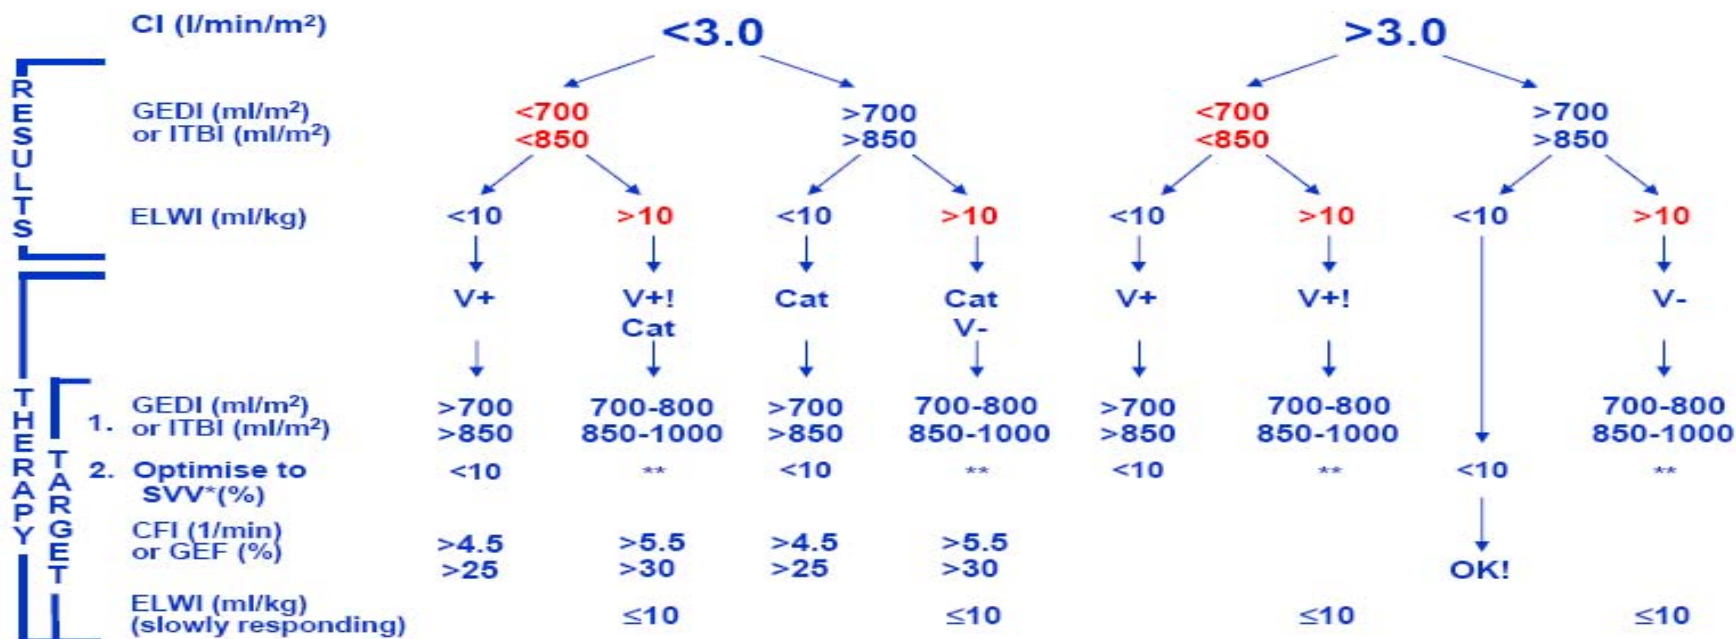 CI (l/min/m²) <3.0 >3.0
RESULTS
GEDI (ml/m²) <700 >700 <700 >700
or ITBI (ml/m²) <850 >850 <850 >850
ELWI (ml/kg) <10 >10 <10 >10 <10 >10 <10 >10
THERAPY
V+ V+! Cat Cat V+ V+! V-
Cat V-
TARGET
1. GEDI (ml/m²) >700 700-800 >700 700-800 >700 700-800 700-800
or ITBI (ml/m²) >850 850-1000 >850 850-1000 >850 850-1000 850-1000
2. Optimise to <10 ** <10 ** <10 ** <10 **
SVV*(%)
CFI (1/min) >4.5 >5.5 >4.5 >5.5
or GEF (%) >25 >30 >25 >30 OK!
ELWI (ml/kg) ≤10 ≤10 ≤10 ≤10
(slowly responding)